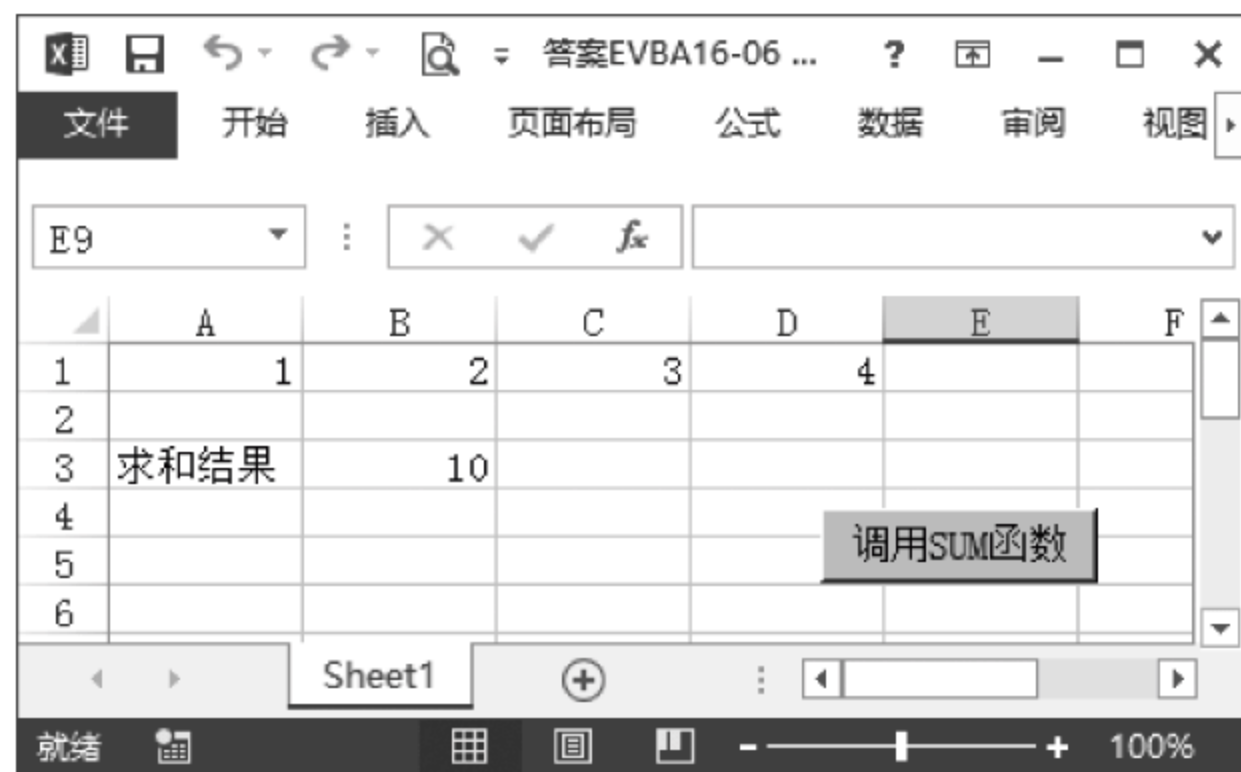 答案EVBA16-06 ... ?
文件 开始 插入 页面布局 公式 数据 审阅 视图
E9 fx
A B C D E F
1 1 2 3 4
2
3 求和结果 10
4
调用SUM函数
5
6
Sheet1
就绪 100%